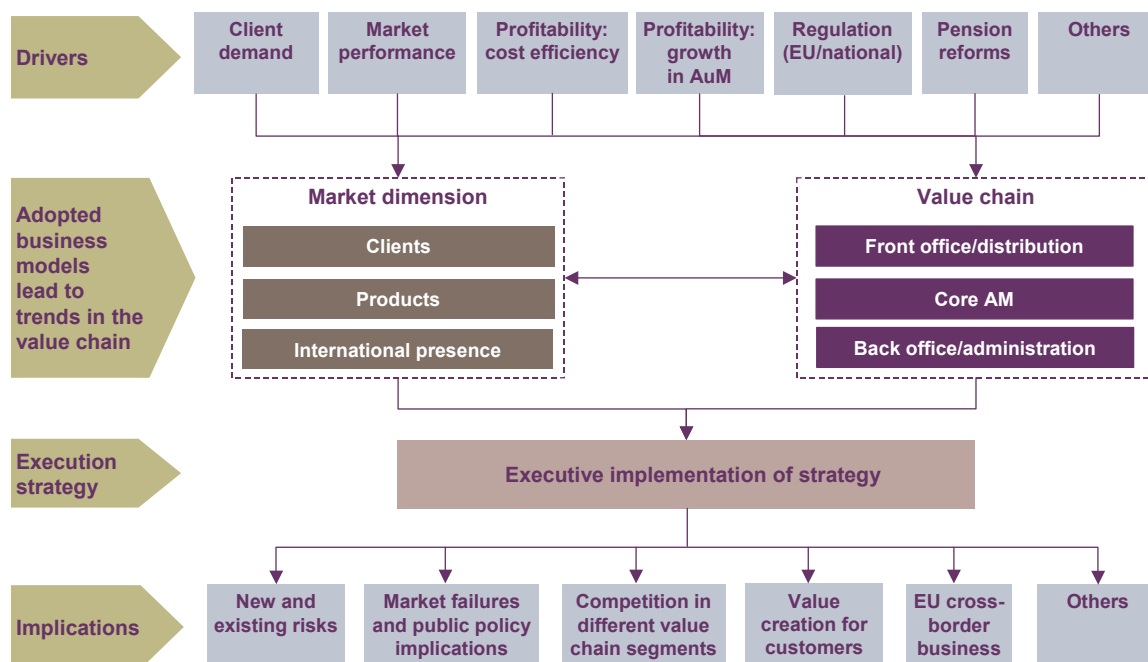 Drivers
Client
demand
Market
performance
Profitability:
cost efficiency
Profitability:
growth
in AuM
Regulation
(EU/national)
Pension
reforms
Others
Adopted
business
models
lead to
trends in the
value chain
Market dimension
Clients
Products
International presence
Value chain
Front office/distribution
Core AM
Back office/administration
Execution
strategy
Executive implementation of strategy
Implications
New and
existing risks
Market failures
and public policy
implications
Competition in
different value
chain segments
Value
creation for
customers
EU cross-
border
business
Others